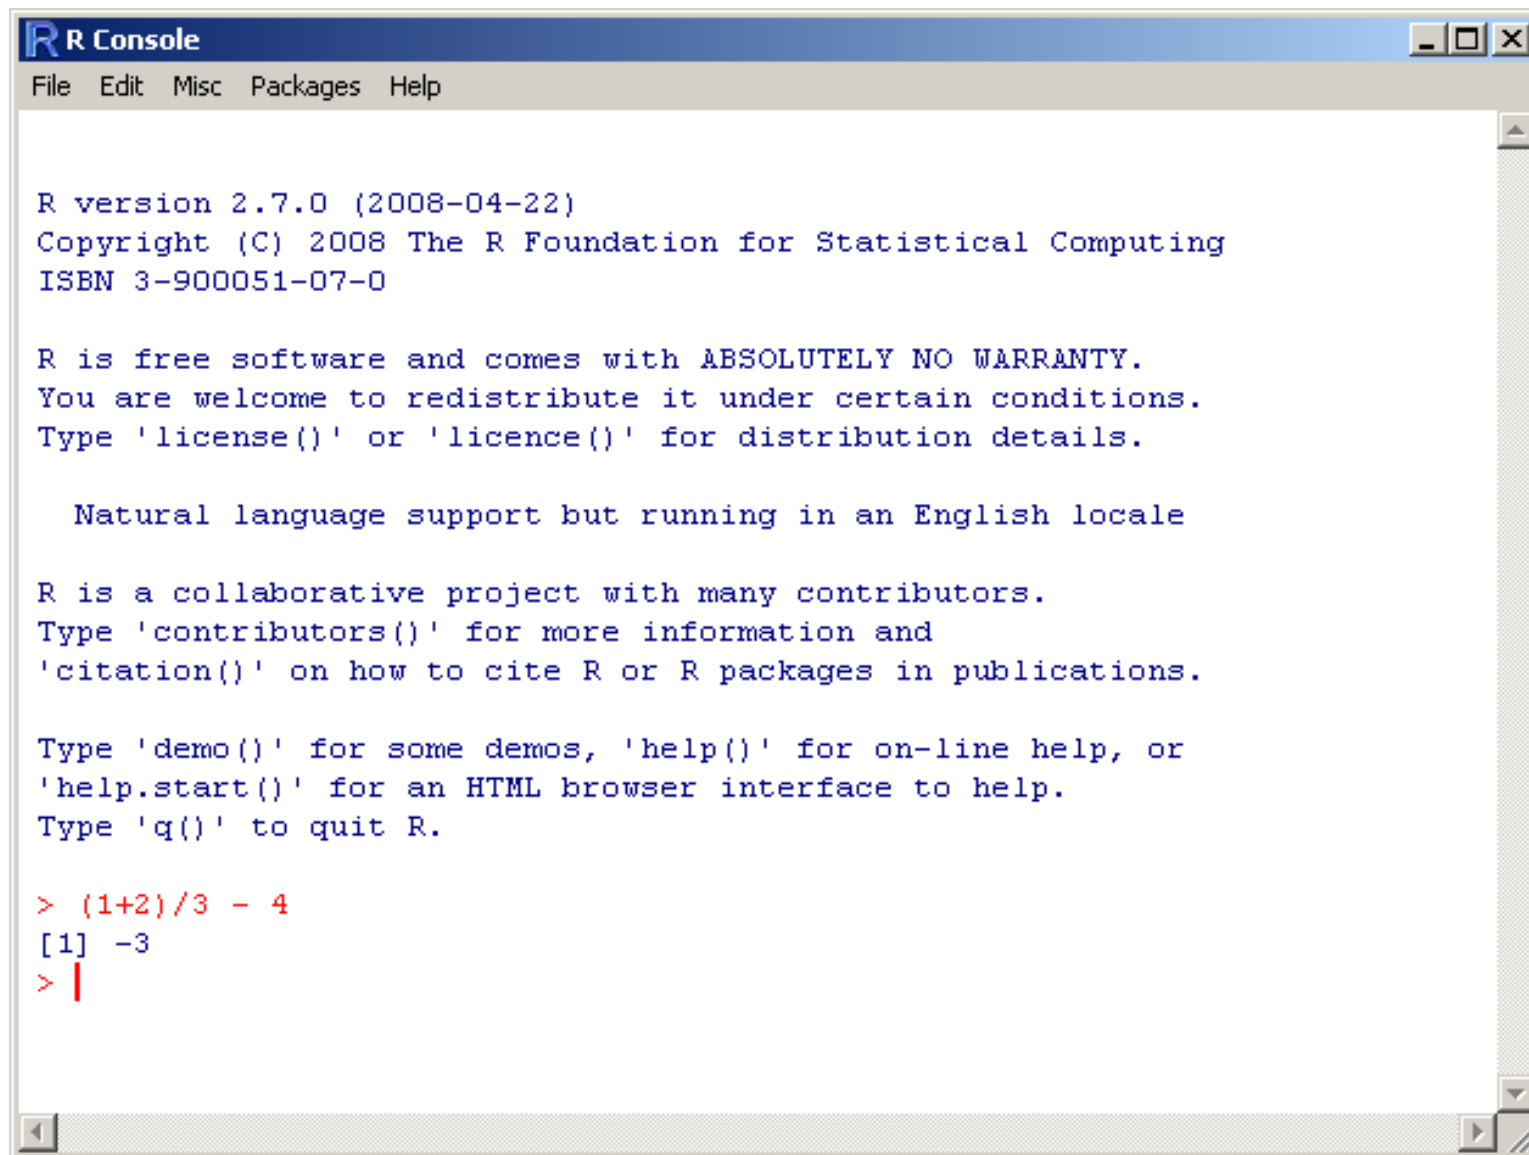 R Console
File Edit Misc Packages Help
R version 2.7.0 (2008-04-22)
Copyright (C) 2008 The R Foundation for Statistical Computing
ISBN 3-900051-07-0
R is free software and comes with ABSOLUTELY NO WARRANTY.
You are welcome to redistribute it under certain conditions.
Type 'license()' or 'licence()' for distribution details.
Natural language support but running in an English locale
R is a collaborative project with many contributors.
Type 'contributors()' for more information and
'citation()' on how to cite R or R packages in publications.
Type 'demo()' for some demos, 'help()' for on-line help, or
'help.start()' for an HTML browser interface to help.
Type 'q()' to quit R.
> (1+2)/3 - 4
[1] -3
>